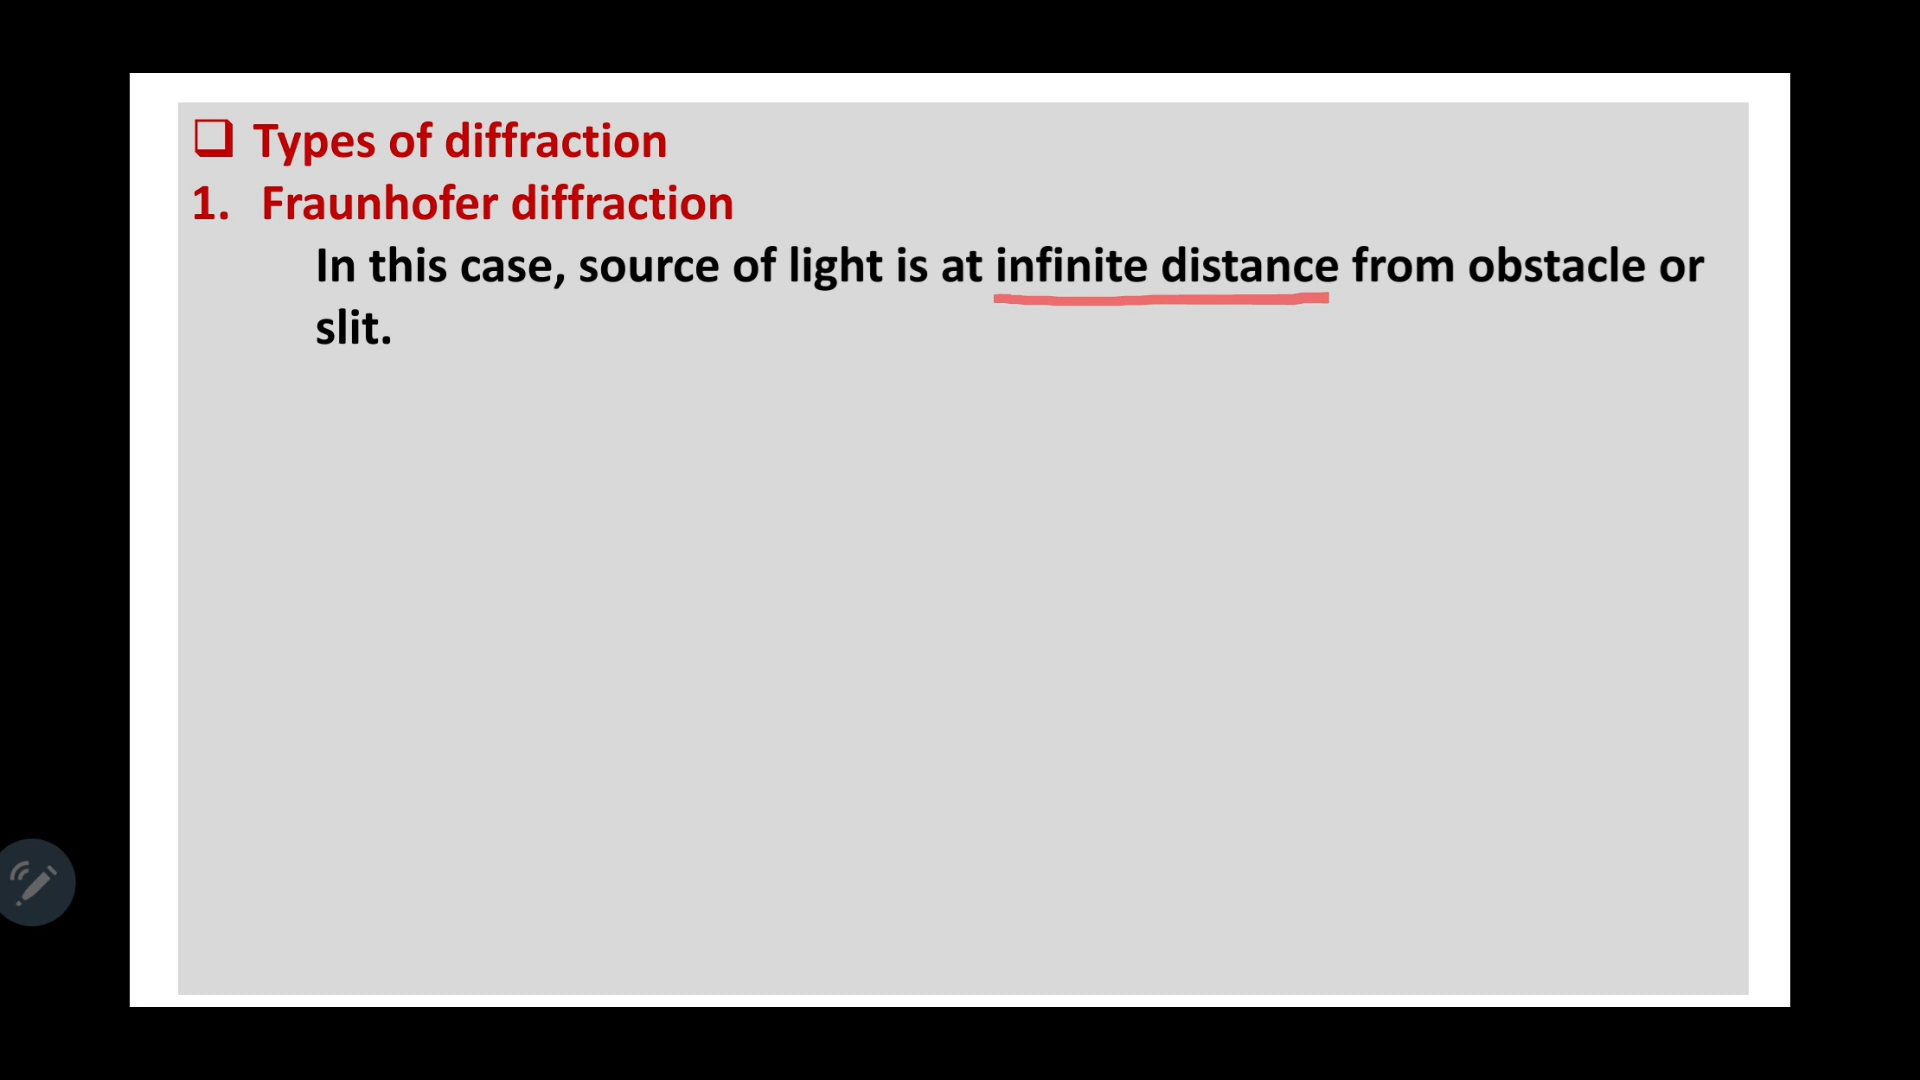 Types of diffraction
1. Fraunhofer diffraction
In this case, source of light is at infinite distance from obstacle or
slit.